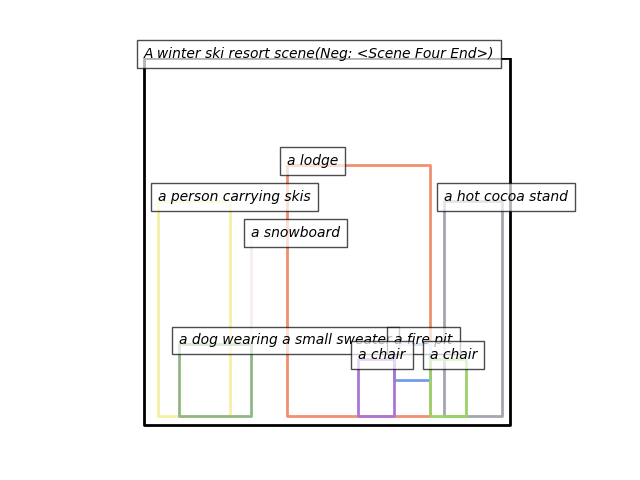 A winter ski resort scene(Neg: <Scene Four End>)
a lodge
a person carrying skis
a hot cocoa stand
a snowboard
a dog wearing a small sweater
a fire pit
a chair
a chair